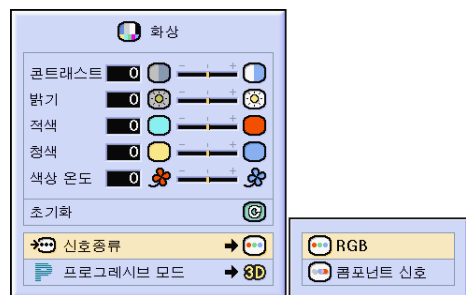 화상
콘트래스트 0 - +
밝기 0 - +
적색 0 - +
청색 0 - +
색상 온도 0 - +
초기화
신호종류
프로그레시브 모드 3D
RGB
콤포넌트 신호